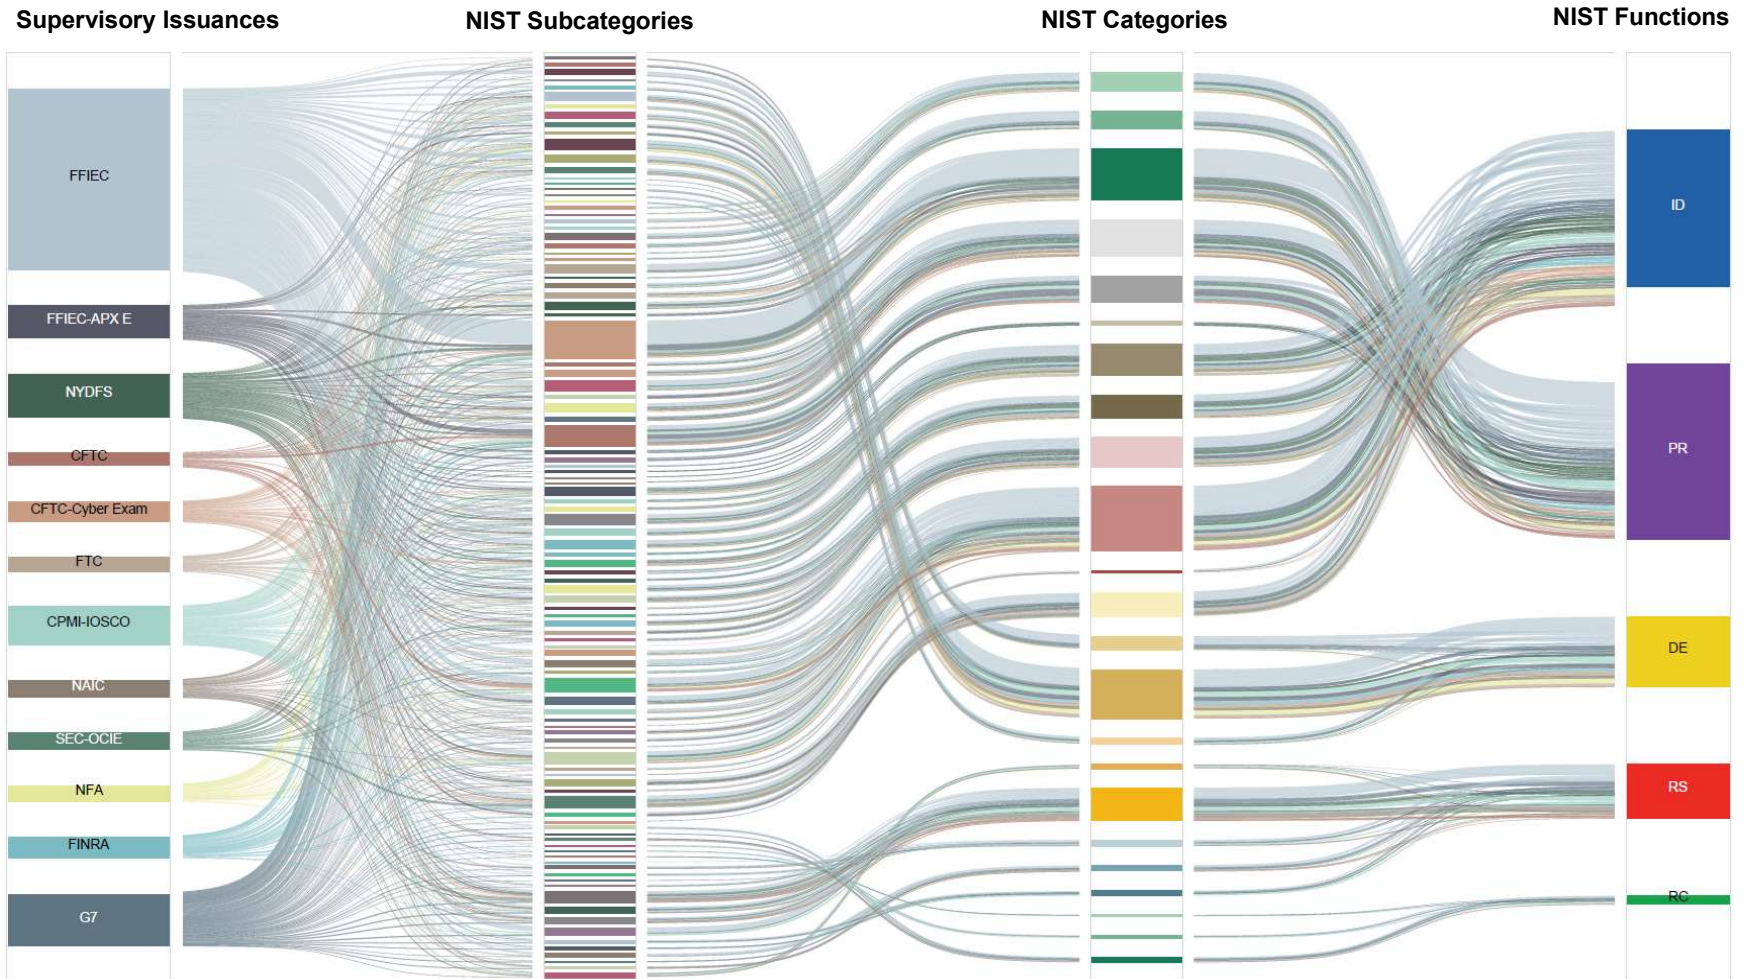 Supervisory Issuances
NIST Subcategories
NIST Categories
NIST Functions
FFIEC
FFIEC-APX E
NYDFS
CFTC
CFTC-Cyber Exam
FTC
CPMI-IOSCO
NAIC
SEC-OCIE
NFA
FINRA
G7
ID
PR
DE
RS
RC